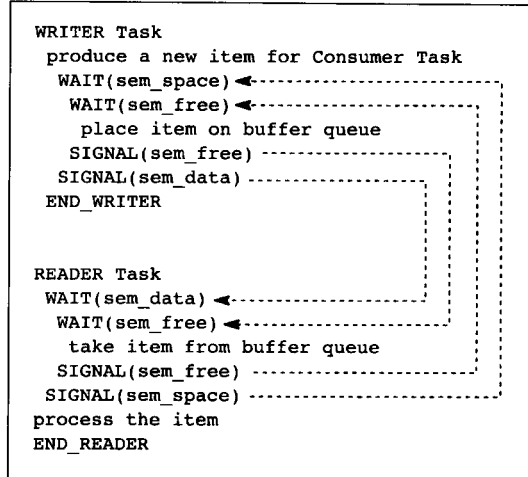 WRITER Task
produce a new item for Consumer Task
WAIT(sem_space)
WAIT(sem_free)
place item on buffer queue
SIGNAL(sem_free)
SIGNAL(sem_data)
END_WRITER
READER Task
WAIT(sem_data)
WAIT(sem_free)
take item from buffer queue
SIGNAL(sem_free)
SIGNAL(sem_space)
process the item
END_READER